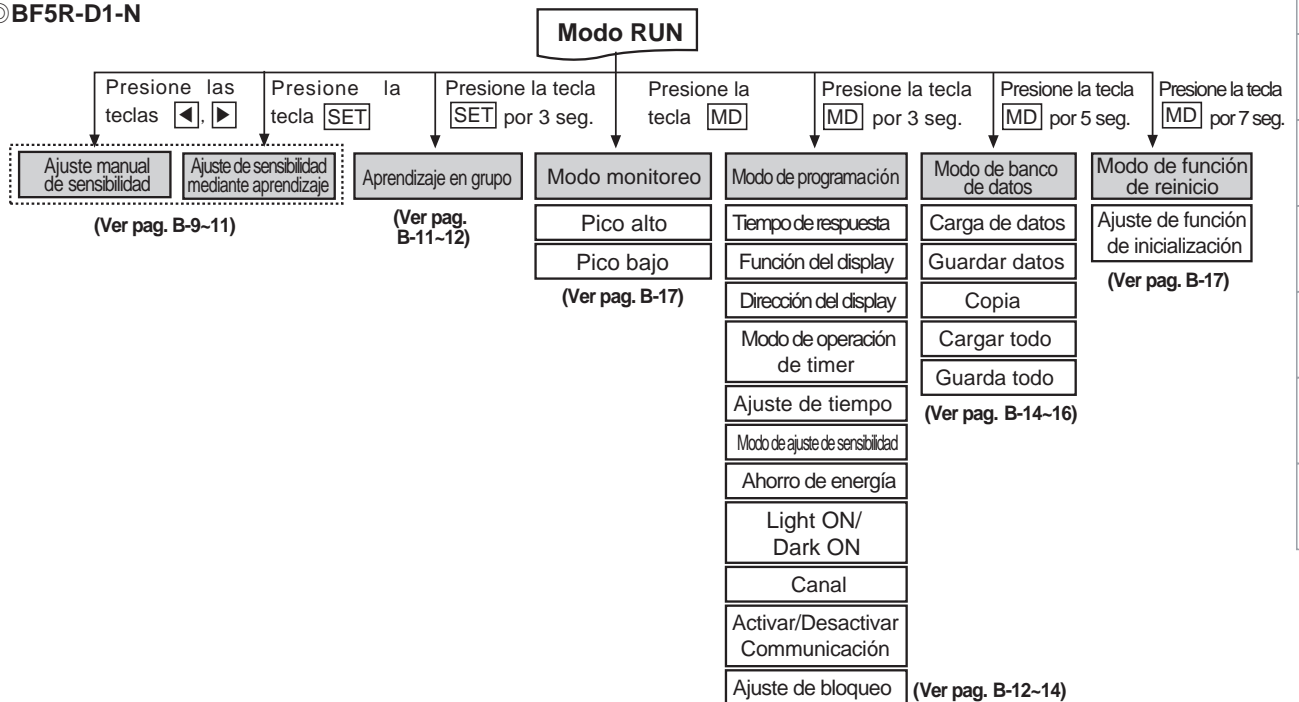 ◎BF5R-D1-N
Modo RUN
Presione las
teclas ◀, ▶
Presione la
tecla SET
Presione la tecla
SET por 3 seg.
Presione la
tecla MD
Presione la tecla
MD por 3 seg.
Presione la tecla
MD por 5 seg.
Presione la tecla
MD por 7 seg.
Ajuste manual
de sensibilidad
Ajuste de sensibilidad
mediante aprendizaje
(Ver pag. B-9~11)
Aprendizaje en grupo
(Ver pag.
B-11~12)
Modo monitoreo
Pico alto
Pico bajo
(Ver pag. B-17)
Modo de programación
Tiempo de respuesta
Función del display
Dirección del display
Modo de operación
de timer
Ajuste de tiempo
Modo de ajuste de sensibilidad
Ahorro de energía
Light ON/
Dark ON
Canal
Activar/Desactivar
Communicación
Ajuste de bloqueo
(Ver pag. B-12~14)
Modo de banco
de datos
Carga de datos
Guardar datos
Copia
Cargar todo
Guarda todo
(Ver pag. B-14~16)
Modo de función
de reinicio
Ajuste de función
de inicialización
(Ver pag. B-17)